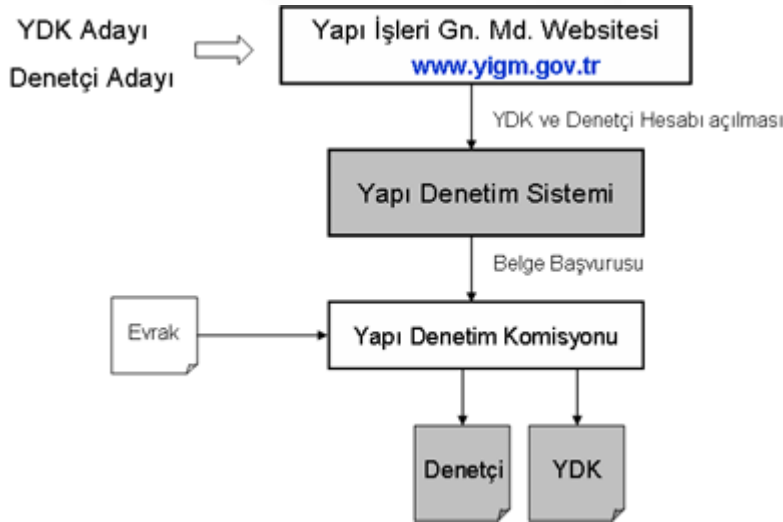 YDK Adayı
Denetçi Adayı
Yapı İşleri Gn. Md. Websitesi
www.yigm.gov.tr
YDK ve Denetçi Hesabı açılması
Yapı Denetim Sistemi
Belge Başvurusu
Evrak
Yapı Denetim Komisyonu
Denetçi
YDK